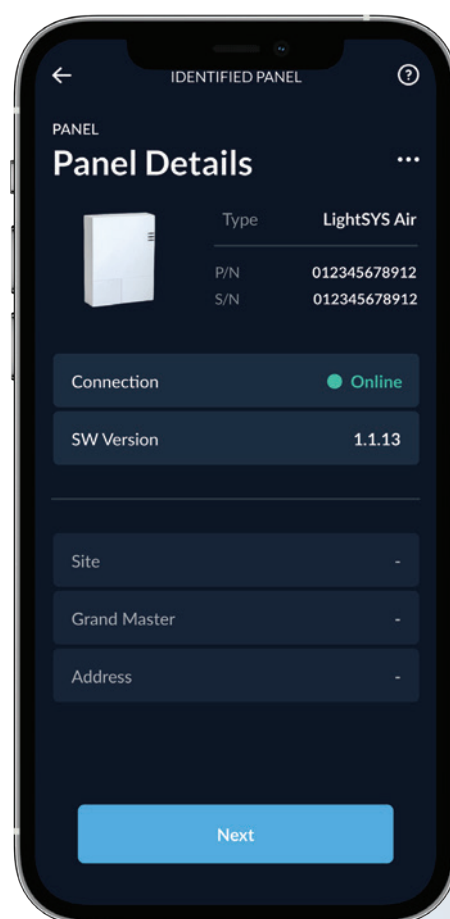 IDENTIFIED PANEL
PANEL
Panel Details
Type LightSYS Air
P/N 012345678912
S/N 012345678912
Connection Online
SW Version 1.1.13
Site -
Grand Master -
Address -
Next